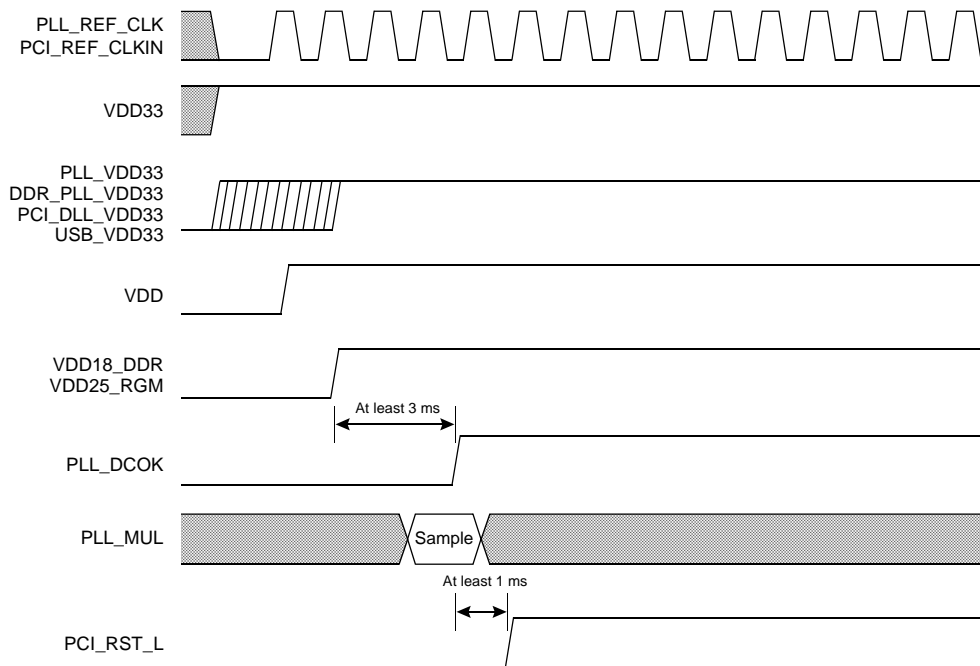 PLL_REF_CLK
PCI_REF_CLKIN
VDD33
PLL_VDD33
DDR_PLL_VDD33
PCI_DLL_VDD33
USB_VDD33
VDD
VDD18_DDR
VDD25_RGM
At least 3 ms
PLL_DCOK
PLL_MUL
Sample
At least 1 ms
PCI_RST_L